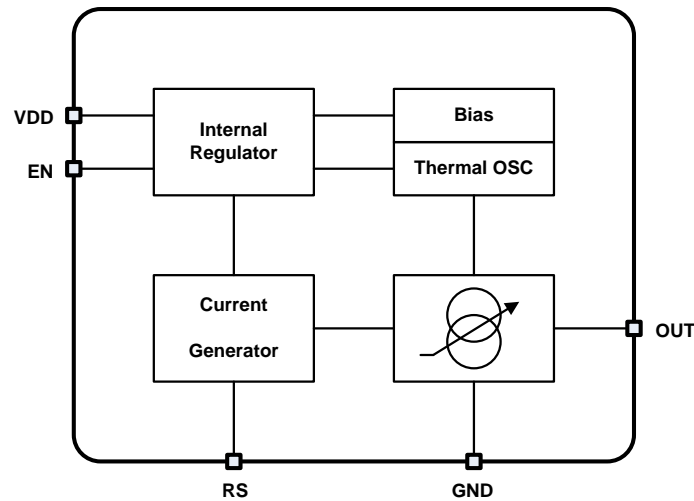 VDD
EN
Internal
Regulator
Bias
Thermal OSC
Current
Generator
OUT
RS
GND